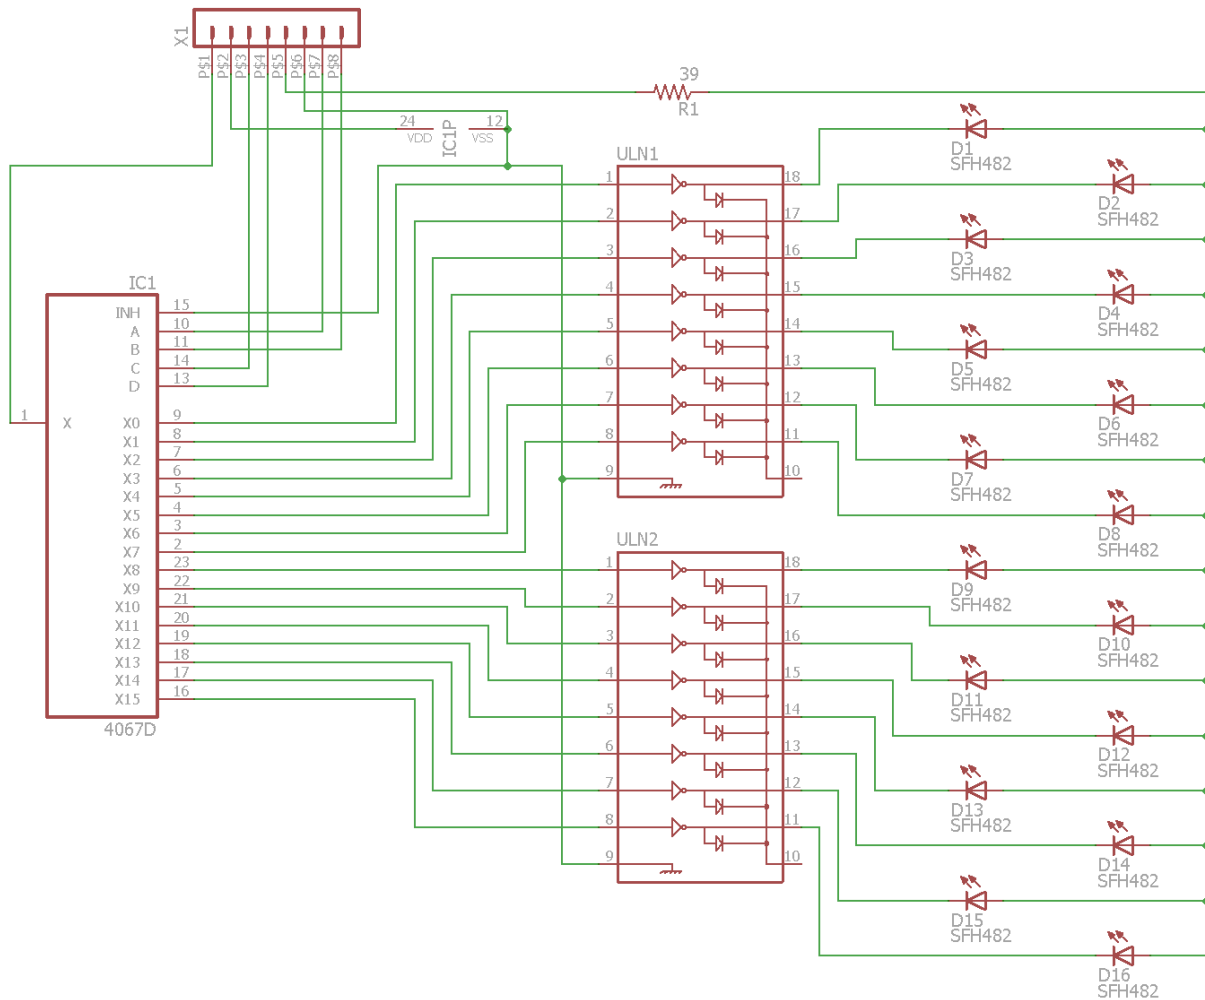 X1
P$1 P$2 P$3 P$4 P$5 P$6 P$7 P$8
39
R1
24 VDD IC1P 12 VSS
D1
SFH482
D2
SFH482
D3
SFH482
D4
SFH482
D5
SFH482
D6
SFH482
D7
SFH482
D8
SFH482
D9
SFH482
D10
SFH482
D11
SFH482
D12
SFH482
D13
SFH482
D14
SFH482
D15
SFH482
D16
SFH482
ULN1
1 18
2 17
3 16
4 15
5 14
6 13
7 12
8 11
9 10
ULN2
1 18
2 17
3 16
4 15
5 14
6 13
7 12
8 11
9 10
IC1
INH 15
A 10
B 11
C 14
D 13
1 X
X0 9
X1 8
X2 7
X3 6
X4 5
X5 4
X6 3
X7 2
X8 23
X9 22
X10 21
X11 20
X12 19
X13 18
X14 17
X15 16
4067D